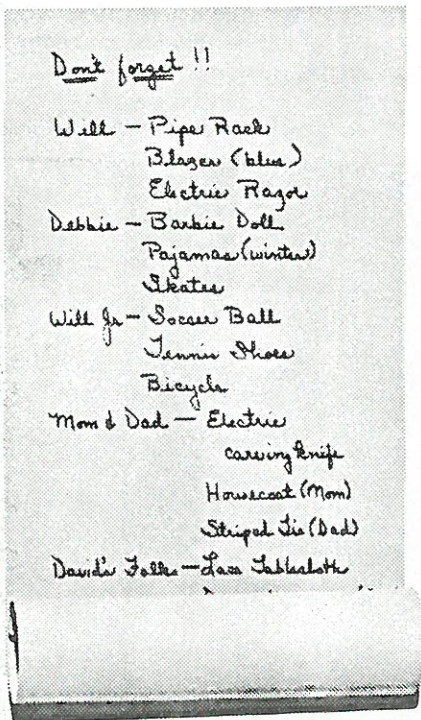 Don't forget !!
Will — Pipe Rack
Blazer (blue)
Electric Razor
Debbie — Barbie Doll
Pajamas (winter)
Skates
Will Jr — Soccer Ball
Tennis Shoes
Bicycle
Mom & Dad — Electric
carving knife
Housecoat (Mom)
Striped Tie (Dad)
David's Folks — Lace Tablecloth